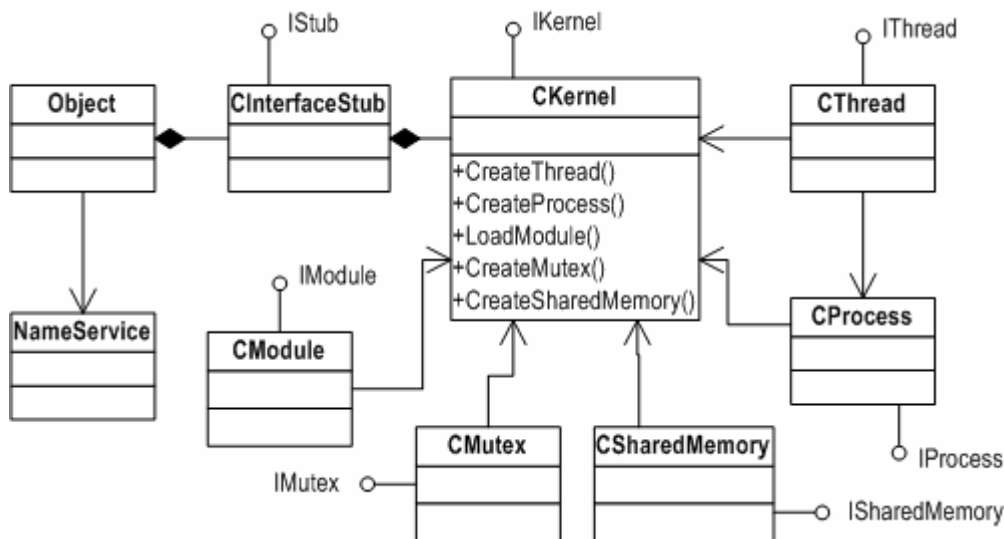 IStub
IKernel
IThread
Object
CInterfaceStub
CKernel
CThread
+CreateThread()
+CreateProcess()
+LoadModule()
+CreateMutex()
+CreateSharedMemory()
IModule
NameService
CModule
CProcess
CMutex
CSharedMemory
IProcess
IMutex
ISharedMemory